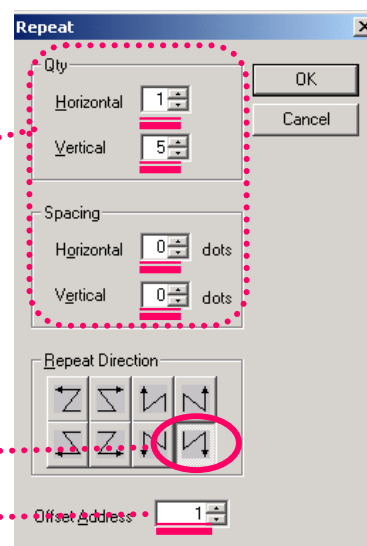 Repeat
Qty
OK
Horizontal 1
Cancel
Vertical 5
Spacing
Horizontal 0 dots
Vertical 0 dots
Repeat Direction
Offset Address 1